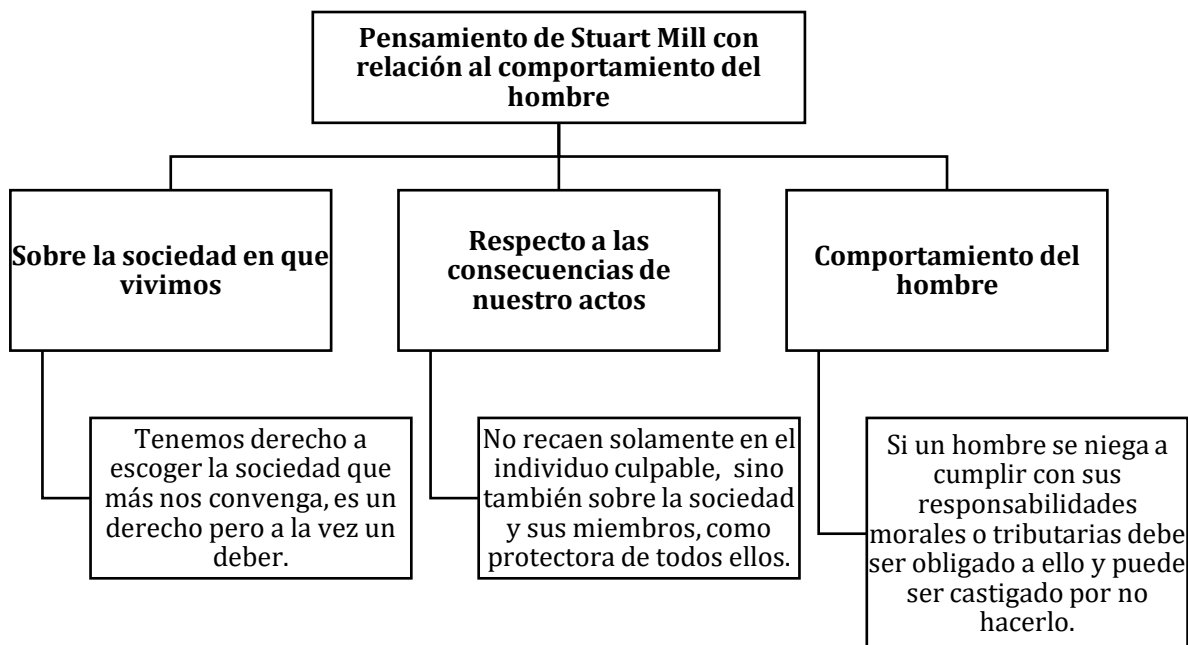 Pensamiento de Stuart Mill con
relación al comportamiento del
hombre
Sobre la sociedad en que
vivimos
Tenemos derecho a
escoger la sociedad que
más nos convenga, es un
derecho pero a la vez un
deber.
Respecto a las
consecuencias de
nuestro actos
No recaen solamente en el
individuo culpable, sino
también sobre la sociedad
y sus miembros, como
protectora de todos ellos.
Comportamiento del
hombre
Si un hombre se niega a
cumplir con sus
responsabilidades
morales o tributarias debe
ser obligado a ello y puede
ser castigado por no
hacerlo.